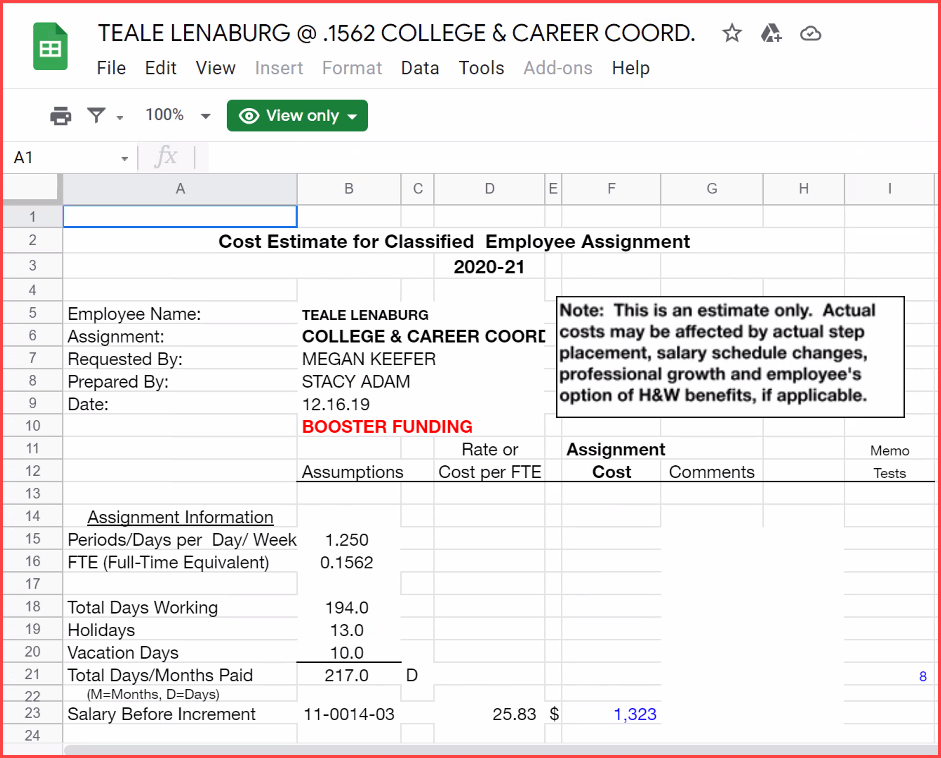 TEALE LENABURG @ .1562 COLLEGE & CAREER COORD.
File Edit View Insert Format Data Tools Add-ons Help
100% View only
A1 fx
A B C D E F G H I
1
2 Cost Estimate for Classified Employee Assignment
3 2020-21
4
5 Employee Name: TEALE LENABURG
6 Assignment: COLLEGE & CAREER COORD
7 Requested By: MEGAN KEEFER
8 Prepared By: STACY ADAM
9 Date: 12.16.19
Note: This is an estimate only. Actual
costs may be affected by actual step
placement, salary schedule changes,
professional growth and employee's
option of H&W benefits, if applicable.
10 BOOSTER FUNDING
11 Rate or Assignment Memo
12 Assumptions Cost per FTE Cost Comments Tests
13
14 Assignment Information
15 Periods/Days per Day/ Week 1.250
16 FTE (Full-Time Equivalent) 0.1562
17
18 Total Days Working 194.0
19 Holidays 13.0
20 Vacation Days 10.0
21 Total Days/Months Paid 217.0 D 8
22 (M=Months, D=Days)
23 Salary Before Increment 11-0014-03 25.83 $ 1,323
24